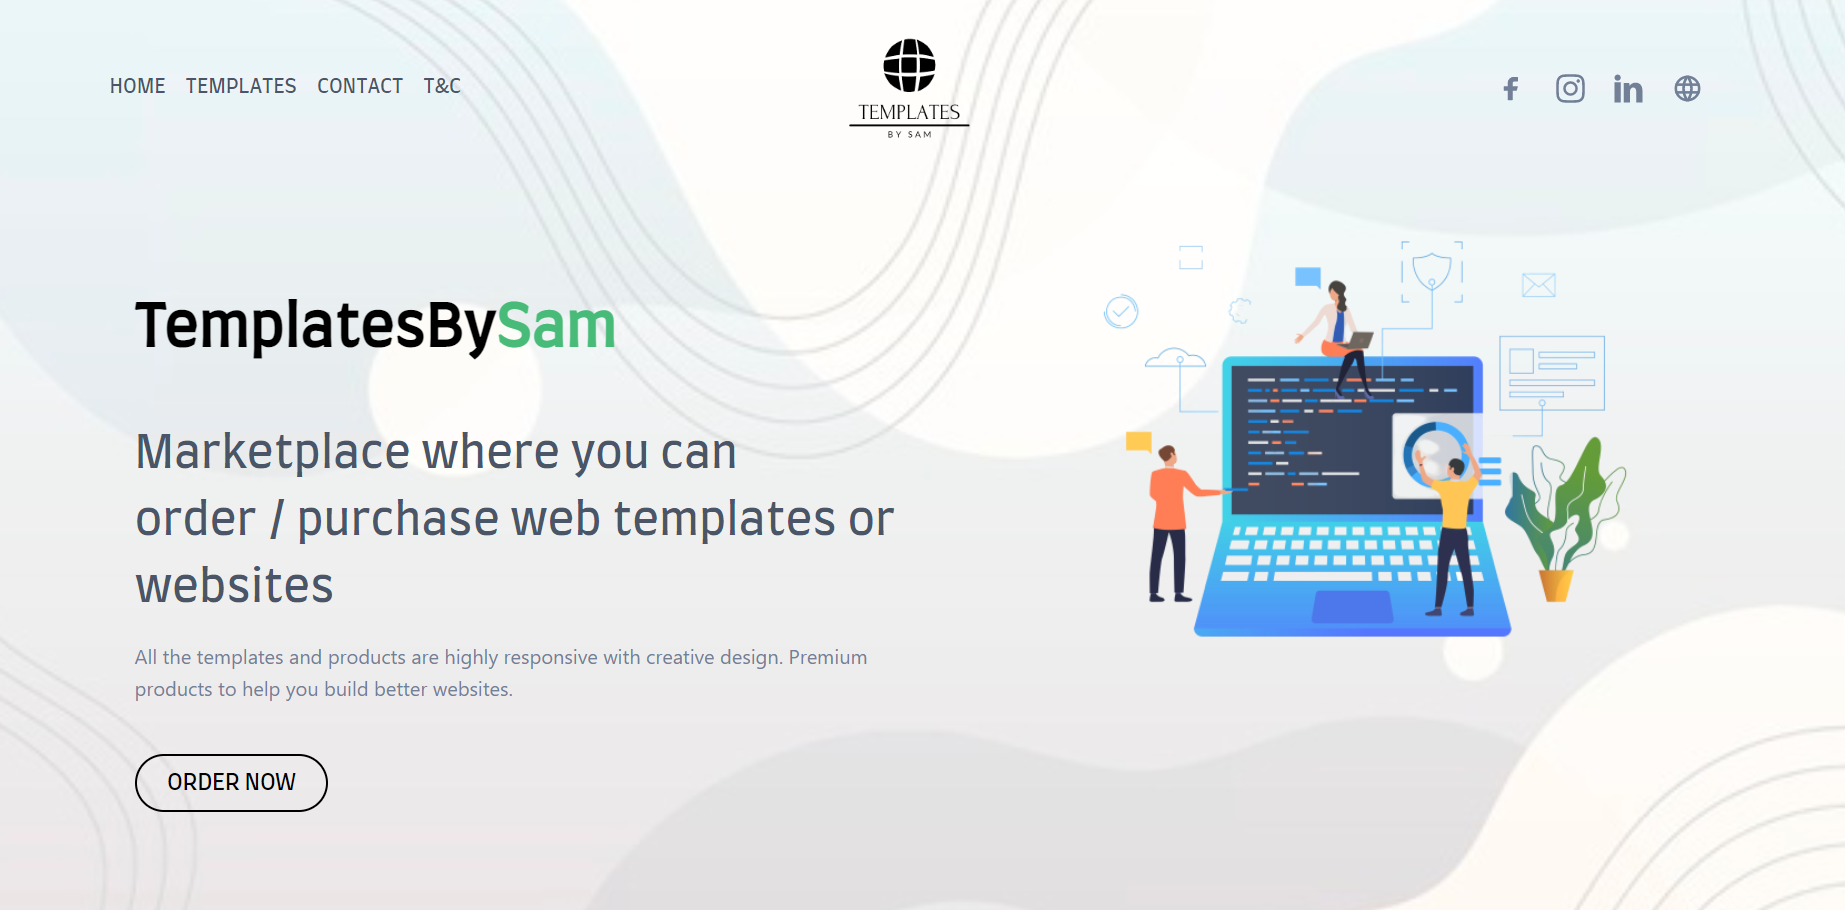 HOME TEMPLATES CONTACT T&C
TEMPLATES
BY SAM
TemplatesBySam
Marketplace where you can
order / purchase web templates or
websites
All the templates and products are highly responsive with creative design. Premium
products to help you build better websites.
ORDER NOW